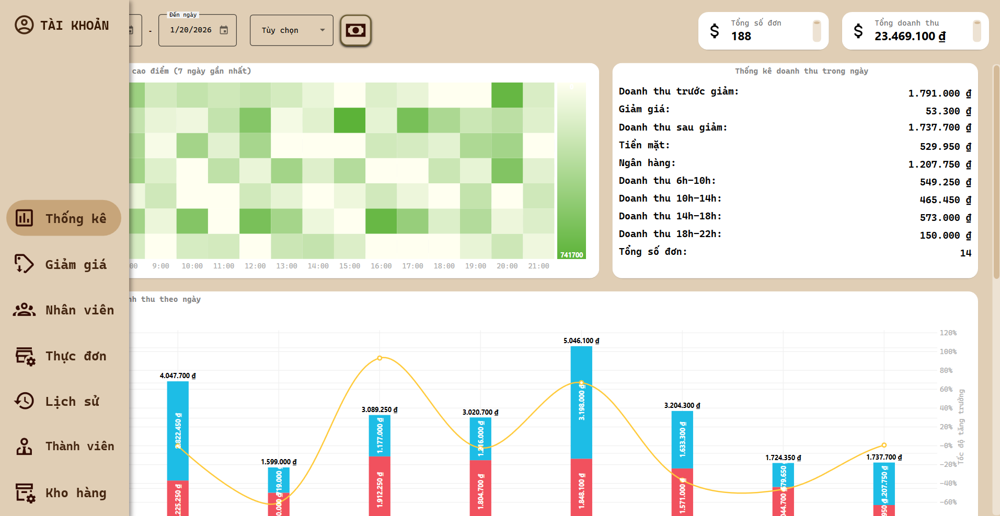 TÀI KHOẢN
Thống kê
Giảm giá
Nhân viên
Thực đơn
Lịch sử
Thành viên
Kho hàng
-
Đến ngày
1/20/2026
Tùy chọn
Tổng số đơn
188
Tổng doanh thu
23.469.100 ₫
cao điểm (7 ngày gần nhất)
741700
00 9:00 10:00 11:00 12:00 13:00 14:00 15:00 16:00 17:00 18:00 19:00 20:00 21:00
Thống kê doanh thu trong ngày
Doanh thu trước giảm: 1.791.000 ₫
Giảm giá: 53.300 ₫
Doanh thu sau giảm: 1.737.700 ₫
Tiền mặt: 529.950 ₫
Ngân hàng: 1.207.750 ₫
Doanh thu 6h-10h: 549.250 ₫
Doanh thu 10h-14h: 465.450 ₫
Doanh thu 14h-18h: 573.000 ₫
Doanh thu 18h-22h: 150.000 ₫
Tổng số đơn: 14
nh thu theo ngày
4.047.700 ₫
2.822.450 ₫
.225.250 ₫
1.599.000 ₫
719.000 ₫
0.000 ₫
3.089.250 ₫
1.177.000 ₫
1.912.250 ₫
3.020.700 ₫
1.216.000 ₫
1.804.700 ₫
5.046.100 ₫
3.198.000 ₫
1.848.100 ₫
3.204.300 ₫
1.633.300 ₫
1.571.000 ₫
1.724.350 ₫
679.650
044.700 ₫
1.737.700 ₫
1.207.750 ₫
950 ₫
120%
100%
80%
60%
40%
20%
-0%
-20%
-40%
-60%
Tốc độ tăng trưởng